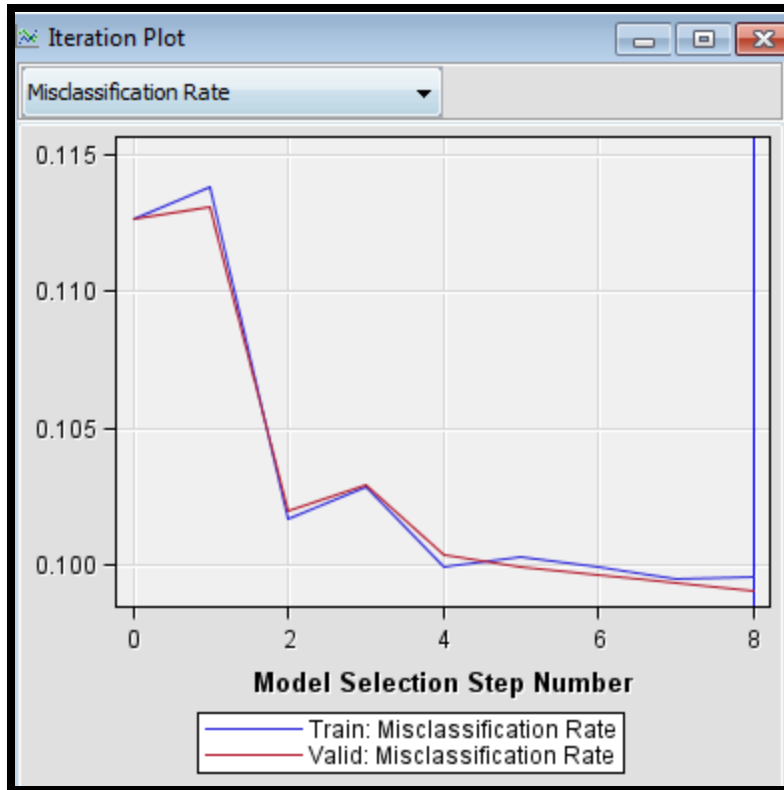 Iteration Plot
Misclassification Rate
0.115
0.110
0.105
0.100
0 2 4 6 8
Model Selection Step Number
Train: Misclassification Rate
Valid: Misclassification Rate